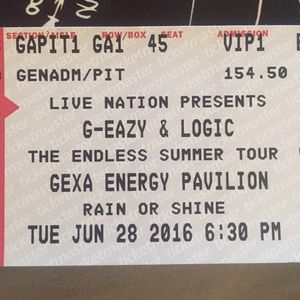 SECTION/AISLE ROW/BOX SEAT ADMISSION
GAPIT1 GA1 45 VIP1
GENADM/PIT 154.50
LIVE NATION PRESENTS
G-EAZY & LOGIC
THE ENDLESS SUMMER TOUR
GEXA ENERGY PAVILION
RAIN OR SHINE
TUE JUN 28 2016 6:30 PM